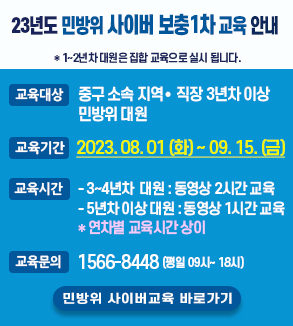 23년도 민방위 사이버 보충1차 교육 안내
* 1~2년차 대원은 집합 교육으로 실시 됩니다.
교육대상 중구 소속 지역• 직장 3년차 이상
민방위 대원
교육기간 2023. 08. 01 (화) ~ 09. 15. (금)
교육시간 - 3~4년차 대원 : 동영상 2시간 교육
- 5년차 이상 대원 : 동영상 1시간 교육
* 연차별 교육시간 상이
교육문의 1566-8448 (평일 09시~ 18시)
민방위 사이버교육 바로가기